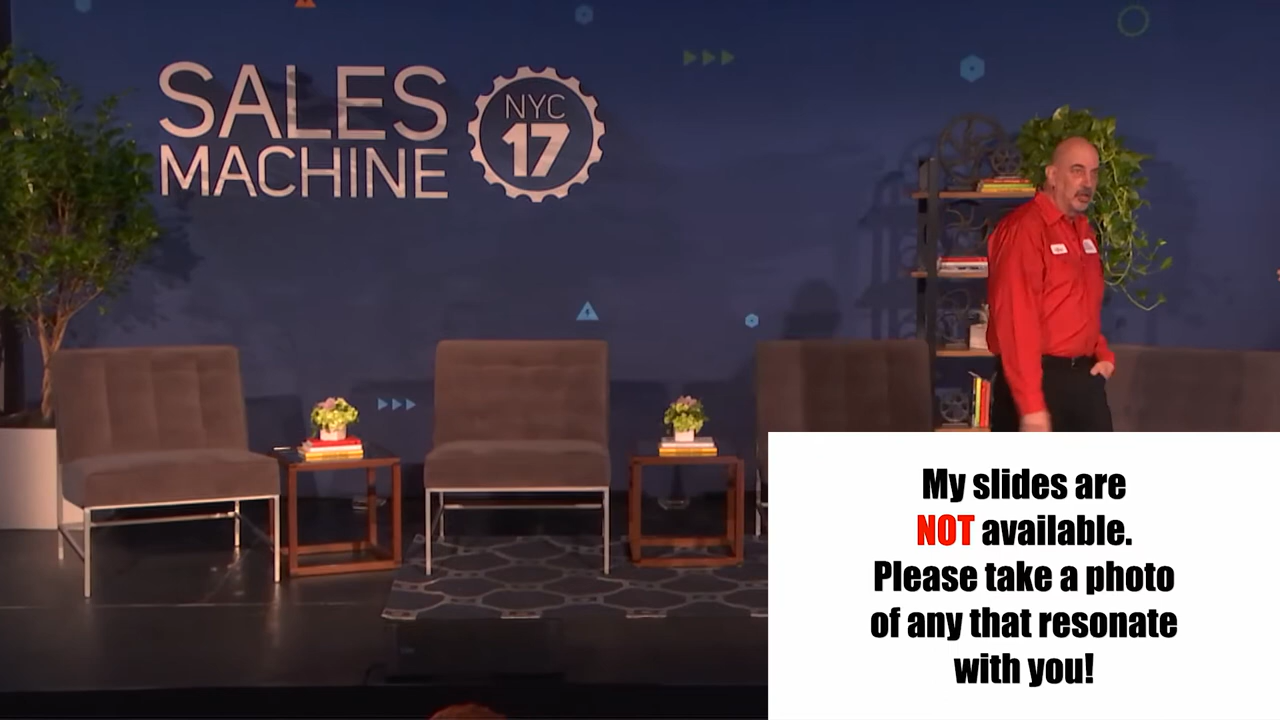 SALES
MACHINE
NYC
17
My slides are
NOT available.
Please take a photo
of any that resonate
with you!